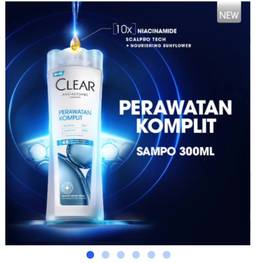 NEW
[10x] NIACINAMIDE
SCALPRO TECH
+ NOURISHING SUNFLOWER
CLEAR
PERAWATAN
KOMPLIT
PERAWATAN
KOMPLIT
SAMPO 300ML